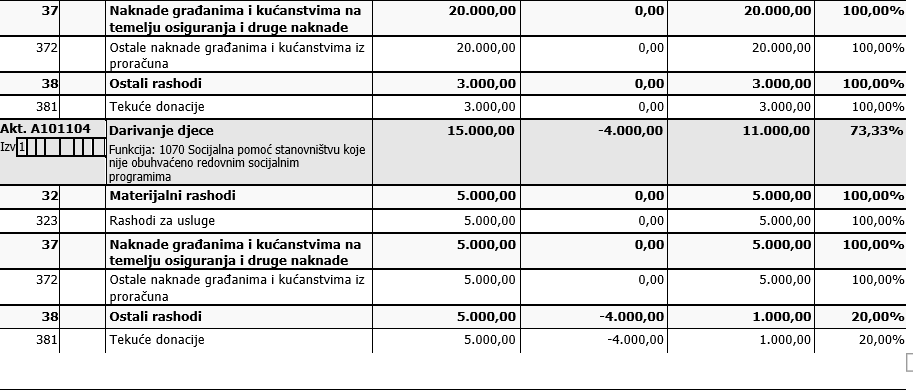 37 Naknade građanima i kućanstvima na 20.000,00 0,00 20.000,00 100,00%
temelju osiguranja i druge naknade
372 Ostale naknade građanima i kućanstvima iz 20.000,00 0,00 20.000,00 100,00%
proračuna
38 Ostali rashodi 3.000,00 0,00 3.000,00 100,00%
381 Tekuće donacije 3.000,00 0,00 3.000,00 100,00%
Akt. A101104 Darivanje djece 15.000,00 -4.000,00 11.000,00 73,33%
Izv 1 Funkcija: 1070 Socijalna pomoć stanovništvu koje
nije obuhvaćeno redovnim socijalnim
programima
32 Materijalni rashodi 5.000,00 0,00 5.000,00 100,00%
323 Rashodi za usluge 5.000,00 0,00 5.000,00 100,00%
37 Naknade građanima i kućanstvima na 5.000,00 0,00 5.000,00 100,00%
temelju osiguranja i druge naknade
372 Ostale naknade građanima i kućanstvima iz 5.000,00 0,00 5.000,00 100,00%
proračuna
38 Ostali rashodi 5.000,00 -4.000,00 1.000,00 20,00%
381 Tekuće donacije 5.000,00 -4.000,00 1.000,00 20,00%